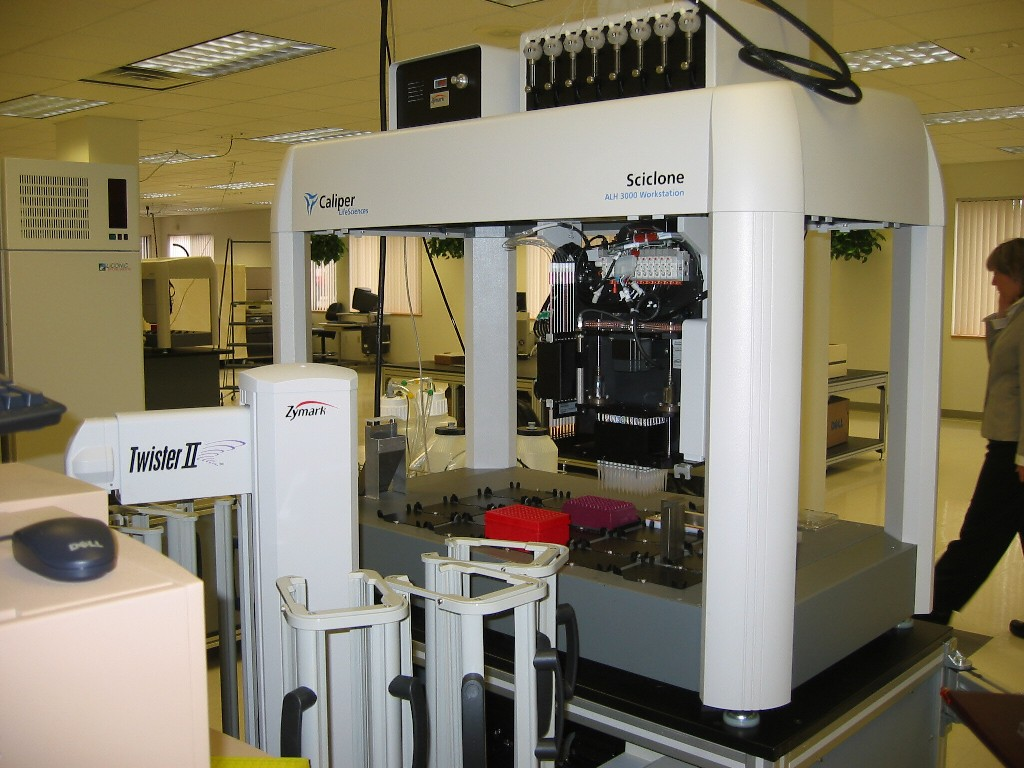 Caliper
LifeSciences
Sciclone
ALH 3000 Workstation
Zymark
Twister II
DELL